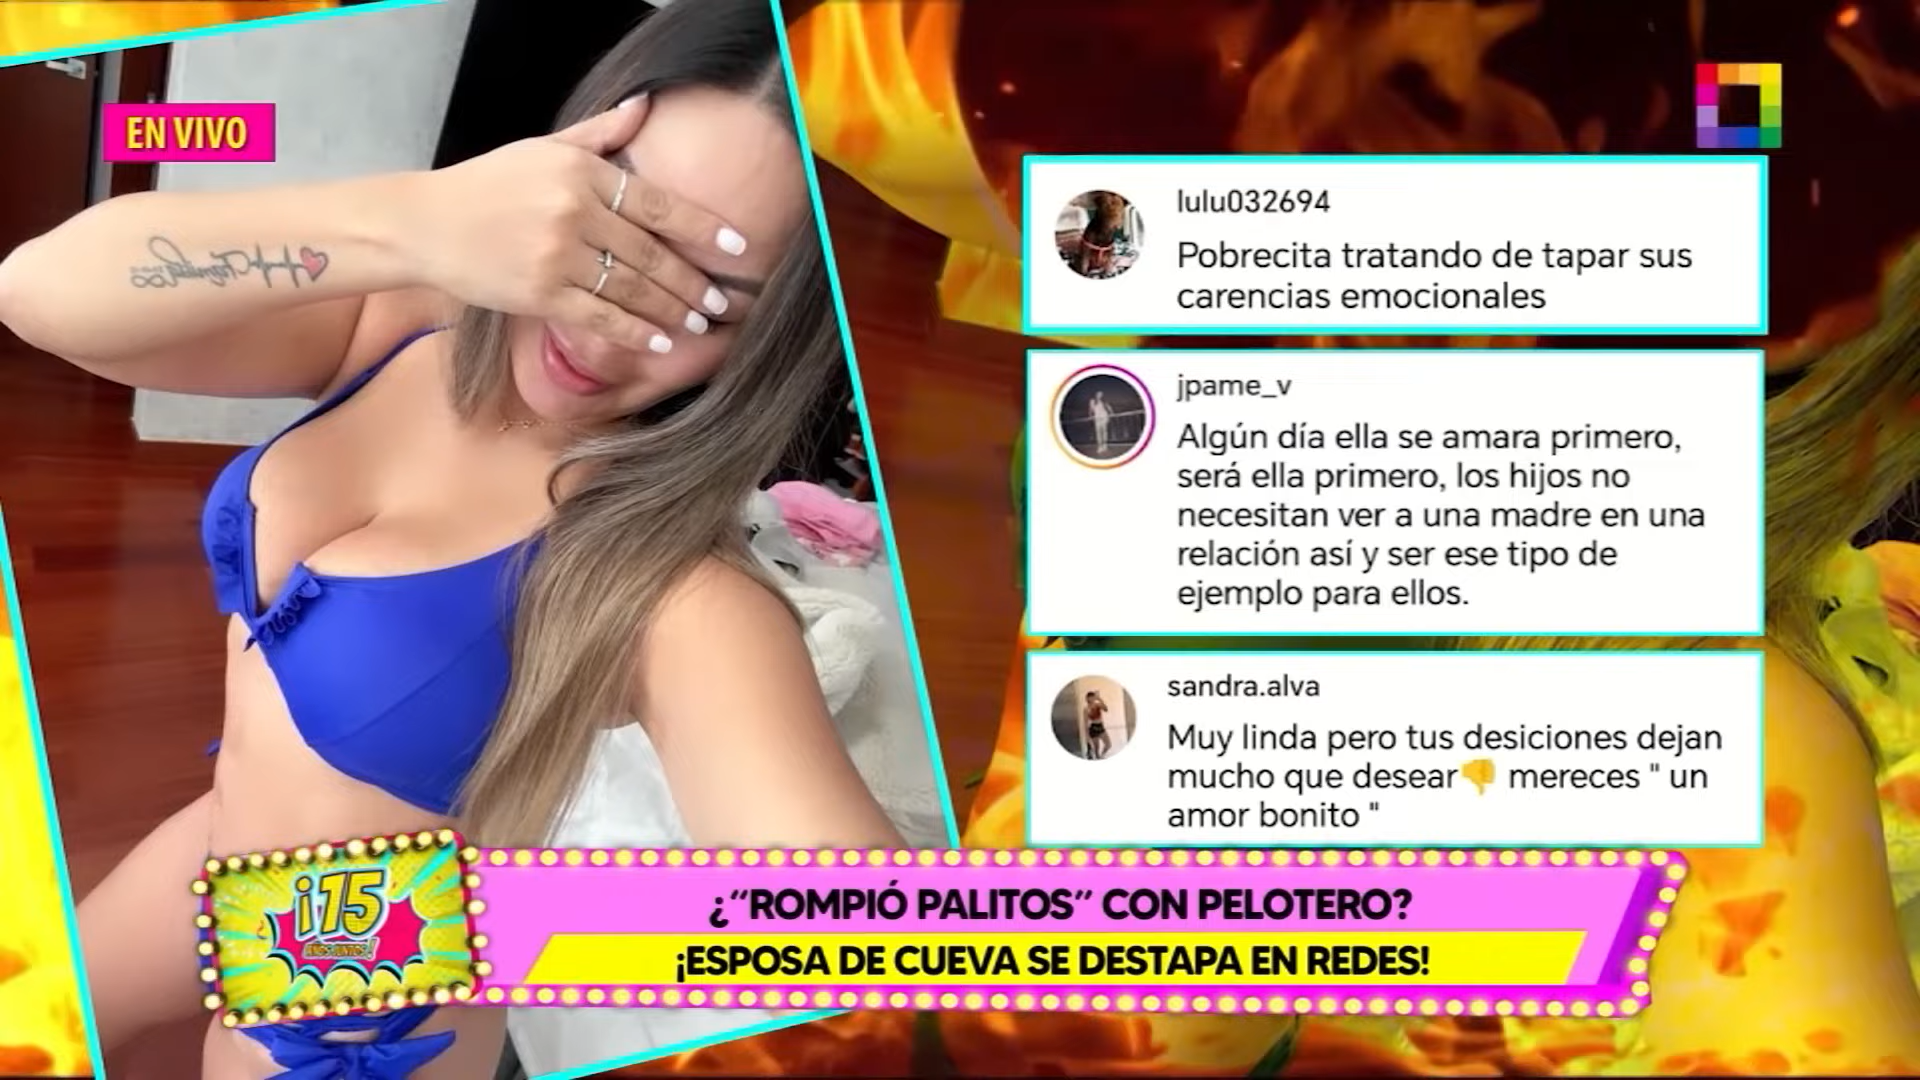 EN VIVO
lulu032694
Pobrecita tratando de tapar sus
carencias emocionales
jpame_v
Algún día ella se amara primero,
será ella primero, los hijos no
necesitan ver a una madre en una
relación así y ser ese tipo de
ejemplo para ellos.
sandra.alva
Muy linda pero tus desiciones dejan
mucho que desear👎 mereces " un
amor bonito "
¡15
AÑOS JUNTOS!
¿“ROMPIÓ PALITOS” CON PELOTERO?
¡ESPOSA DE CUEVA SE DESTAPA EN REDES!